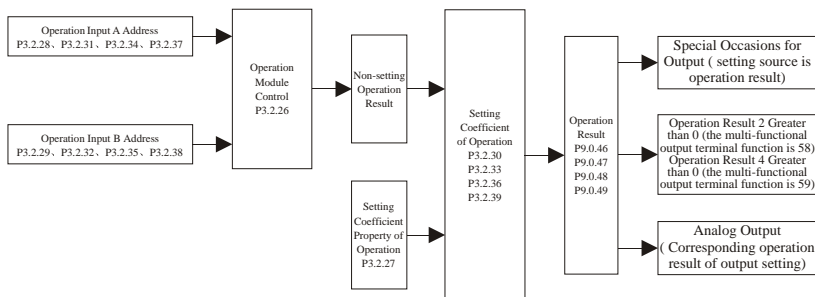 Operation Input A Address
P3.2.28、P3.2.31、P3.2.34、P3.2.37
Operation Input B Address
P3.2.29、P3.2.32、P3.2.35、P3.2.38
Operation
Module
Control
P3.2.26
Non-setting
Operation
Result
Setting
Coefficient
Property of
Operation
P3.2.27
Setting
Coefficient
of Operation
P3.2.30
P3.2.33
P3.2.36
P3.2.39
Operation
Result
P9.0.46
P9.0.47
P9.0.48
P9.0.49
Special Occasions for
Output ( setting source is
operation result)
Operation Result 2 Greater
than 0 (the multi-functional
output terminal function is 58)
Operation Result 4 Greater
than 0 (the multi-functional
output terminal function is 59)
Analog Output
( Corresponding operation
result of output setting)